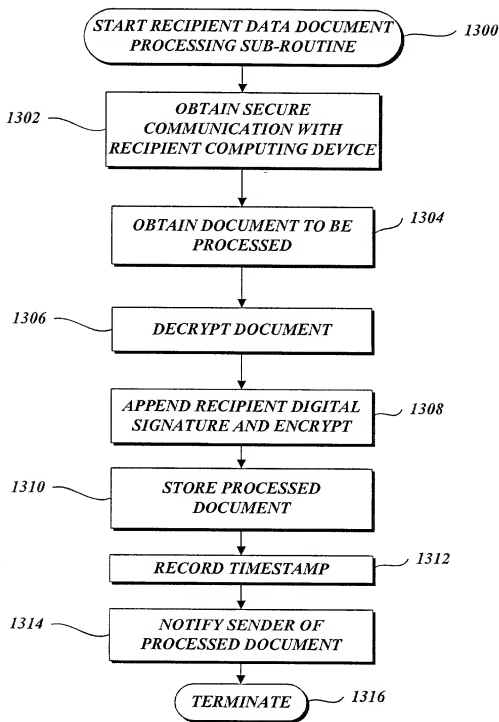 START RECIPIENT DATA DOCUMENT
PROCESSING SUB-ROUTINE
1300
1302
OBTAIN SECURE
COMMUNICATION WITH
RECIPIENT COMPUTING DEVICE
OBTAIN DOCUMENT TO BE
PROCESSED
1304
1306
DECRYPT DOCUMENT
APPEND RECIPIENT DIGITAL
SIGNATURE AND ENCRYPT
1308
1310
STORE PROCESSED
DOCUMENT
RECORD TIMESTAMP
1312
1314
NOTIFY SENDER OF
PROCESSED DOCUMENT
TERMINATE
1316